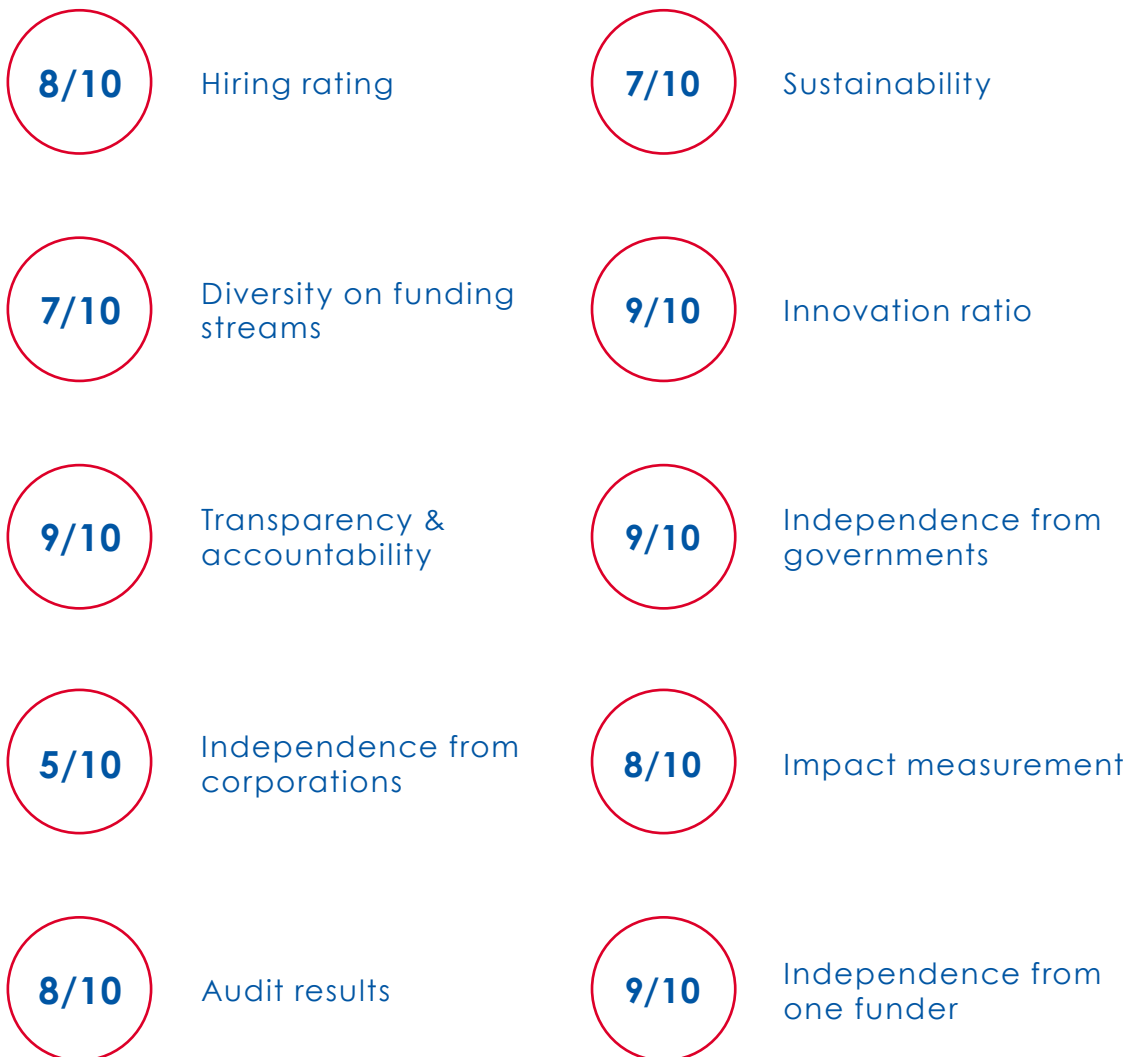 8/10
Hiring rating
7/10
Sustainability
7/10
Diversity on funding
streams
9/10
Innovation ratio
9/10
Transparency &
accountability
9/10
Independence from
governments
5/10
Independence from
corporations
8/10
Impact measurement
8/10
Audit results
9/10
Independence from
one funder